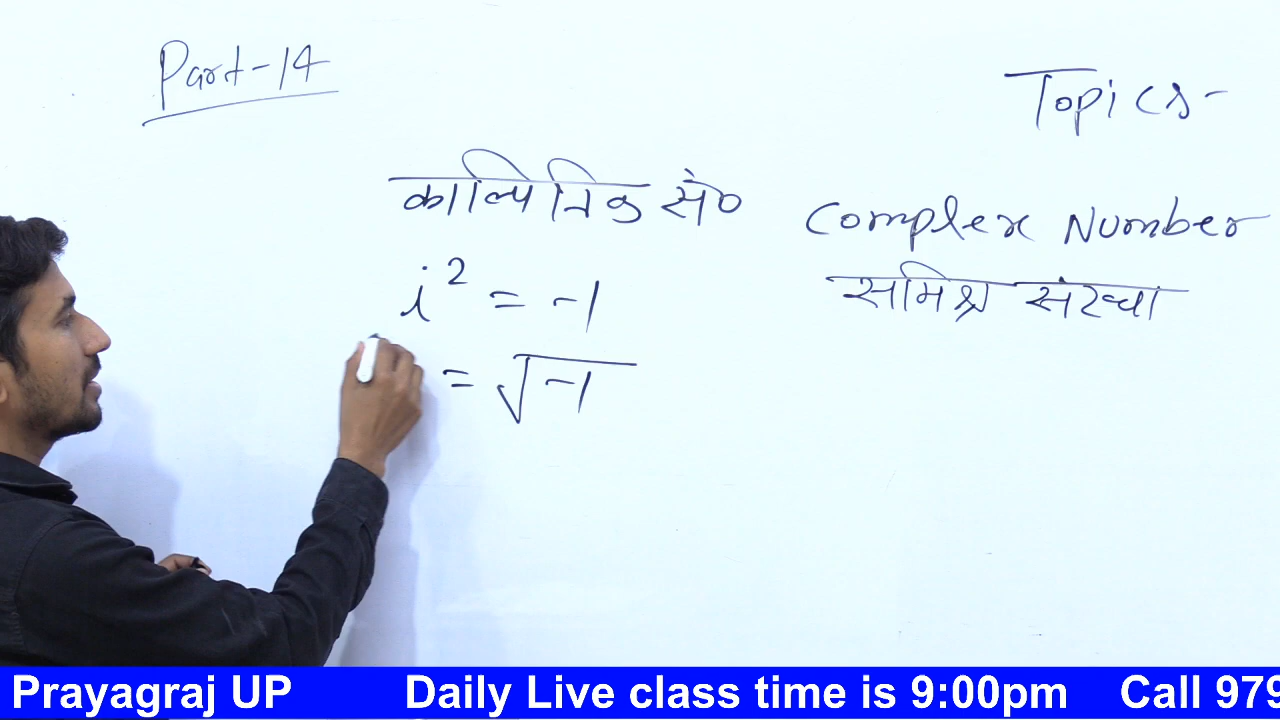 Part-14
Topics-
काल्पिनिक सं०
Complex Number
समिश्र संख्या
i² = -1
= √-1
Prayagraj UP Daily Live class time is 9:00pm Call 979